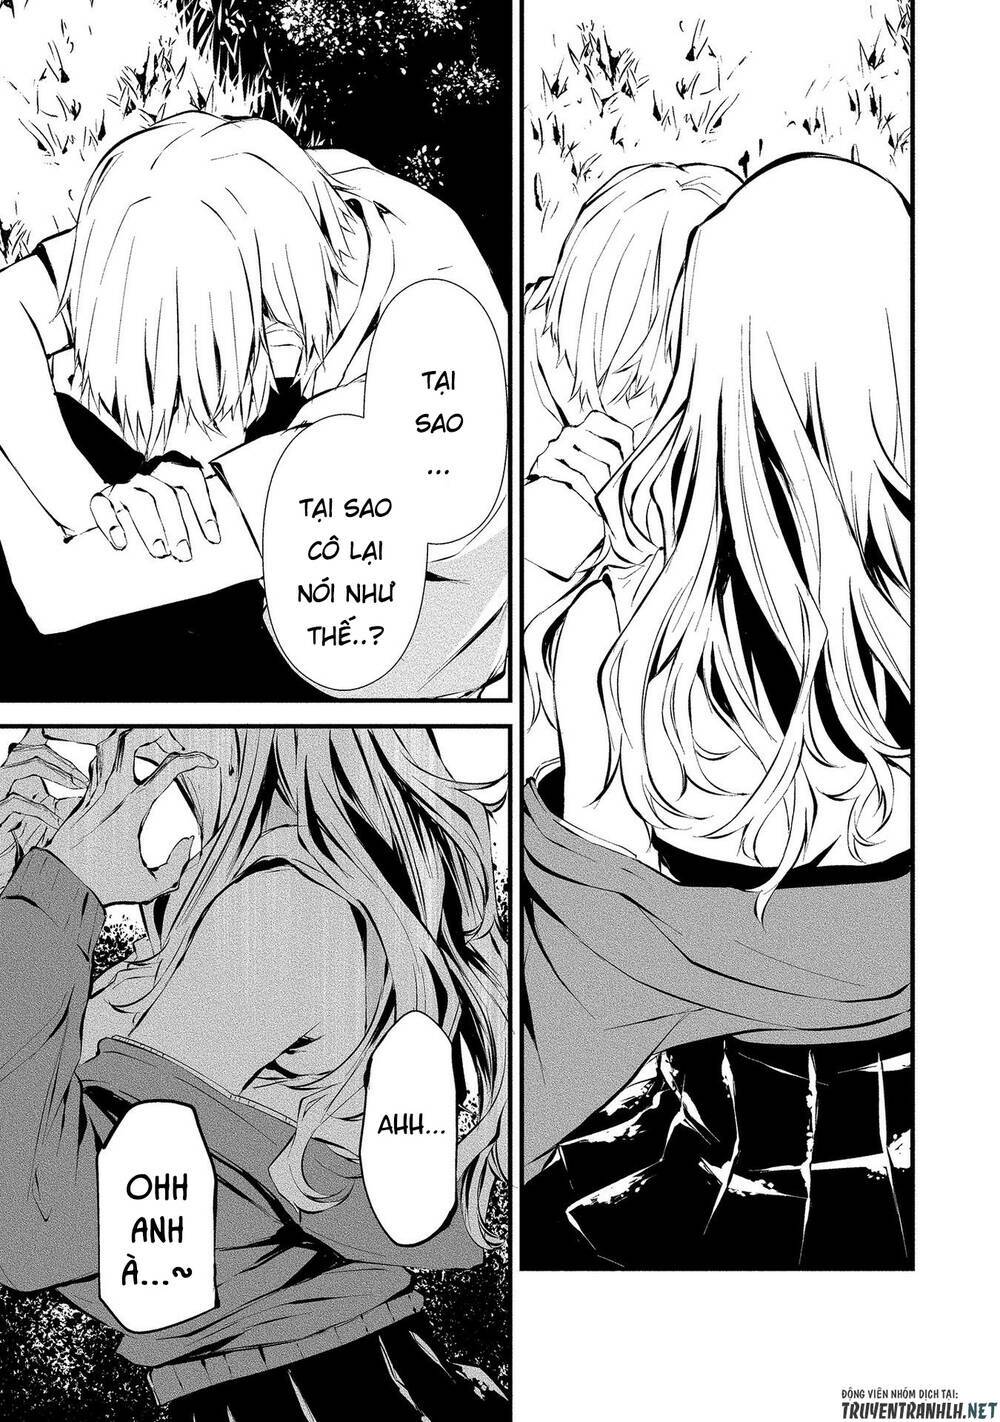 TẠI
SAO
...
TẠI SAO
CÔ LẠI
NÓI NHƯ
THẾ..?
AHH...
OHH
ANH
À...~
ĐỘNG VIÊN NHÓM DỊCH TẠI:
TRUYENTRANHLH.NET